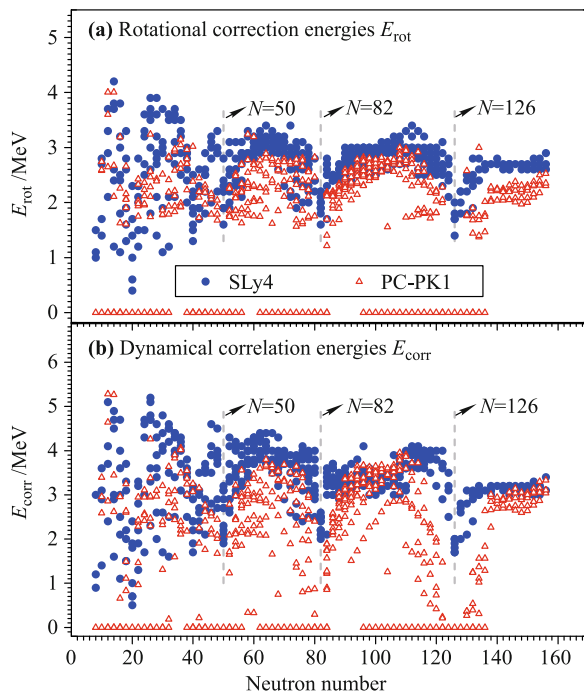 5
(a) Rotational correction energies E_rot
4
N=50
N=82
N=126
3
E_rot /MeV
2
1
SLy4
PC-PK1
0
6
(b) Dynamical correlation energies E_corr
5
N=50
N=82
N=126
4
E_corr /MeV
3
2
1
0
0 20 40 60 80 100 120 140 160
Neutron number